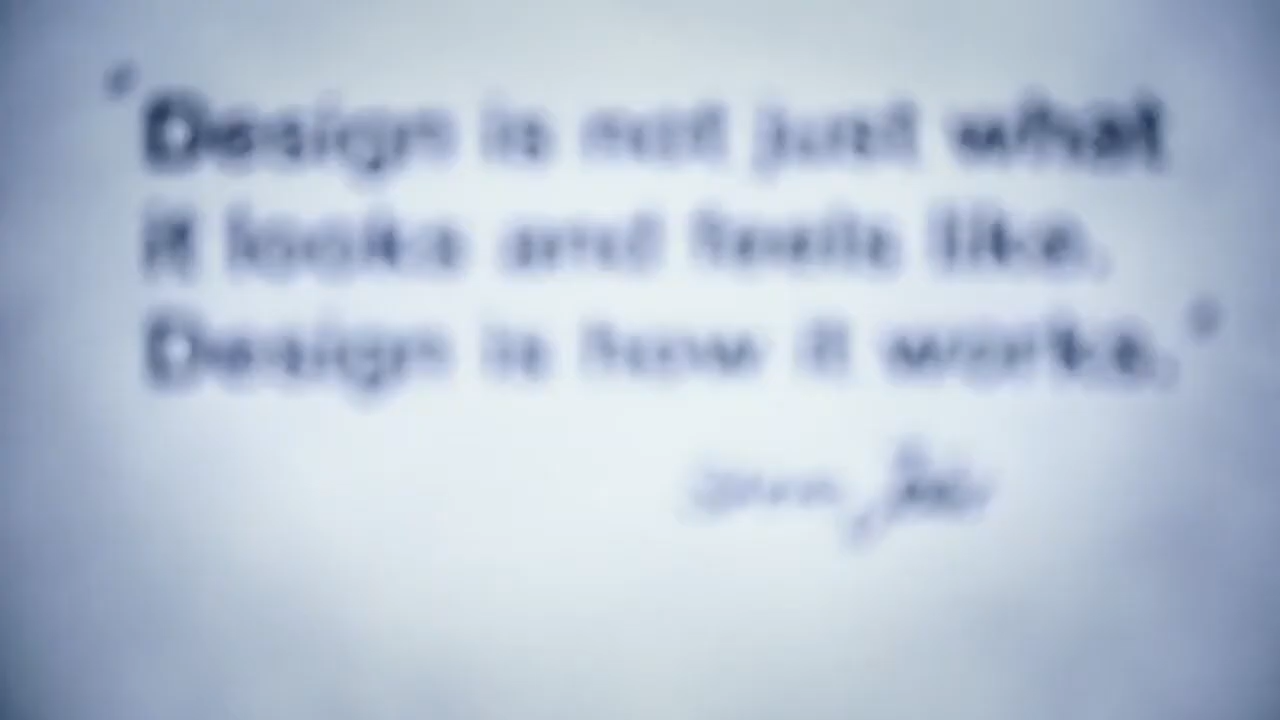 "Design is not just what
it looks and feels like.
Design is how it works."